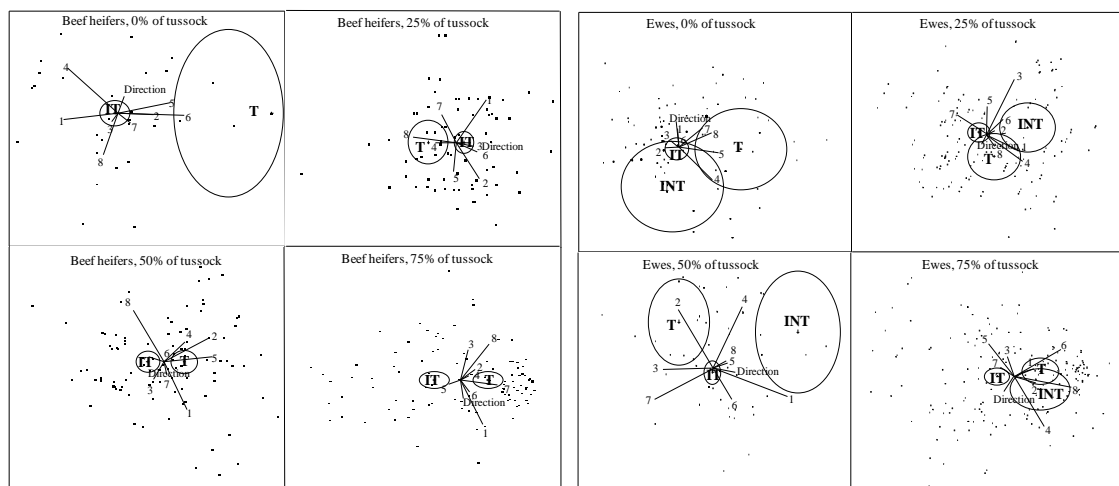 Beef heifers, 0% of tussock
4
Direction
IT
5
T
1
2
6
3
7
8
Beef heifers, 25% of tussock
1
7
8
T
4
IT
3
Direction
6
5
2
Ewes, 0% of tussock
Direction
1
7
3
8
2
IT
5
T
4
INT
Ewes, 25% of tussock
3
5
7
6
INT
IT
2
Direction
1
T
8
4
Beef heifers, 50% of tussock
8
4
2
6
IT
T
5
Direction
3
7
1
Beef heifers, 75% of tussock
3
8
2
4
IT
T
5
7
6
Direction
1
Ewes, 50% of tussock
2
4
T
INT
8
5
3
IT
Direction
7
6
1
Ewes, 75% of tussock
5
3
6
T
IT
2
INT
8
Direction
4